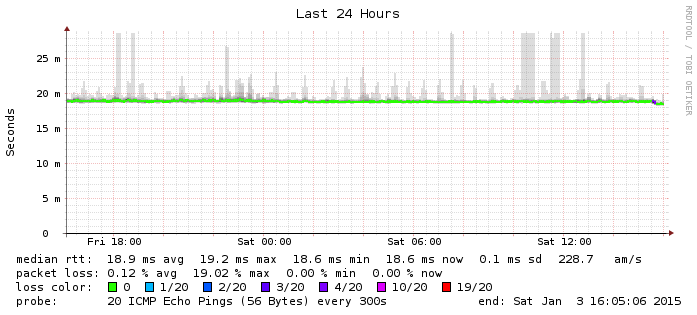 Last 24 Hours
RRDTOOL / TOBI OETIKER
Seconds
25 m
20 m
15 m
10 m
5 m
0
Fri 18:00 Sat 00:00 Sat 06:00 Sat 12:00
median rtt: 18.9 ms avg 19.2 ms max 18.6 ms min 18.6 ms now 0.1 ms sd 228.7 am/s
packet loss: 0.12 % avg 19.02 % max 0.00 % min 0.00 % now
loss color: 0 1/20 2/20 3/20 4/20 10/20 19/20
probe: 20 ICMP Echo Pings (56 Bytes) every 300s end: Sat Jan 3 16:05:06 2015